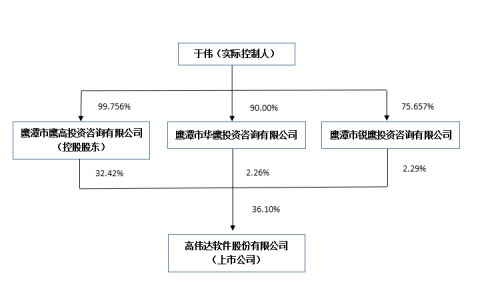 于伟（实际控制人）
99.756%
90.00%
75.657%
鹰潭市鹰高投资咨询有限公司
（控股股东）
鹰潭市华鹰投资咨询有限公司
鹰潭市锐鹰投资咨询有限公司
32.42%
2.26%
2.29%
36.10%
高伟达软件股份有限公司
（上市公司）